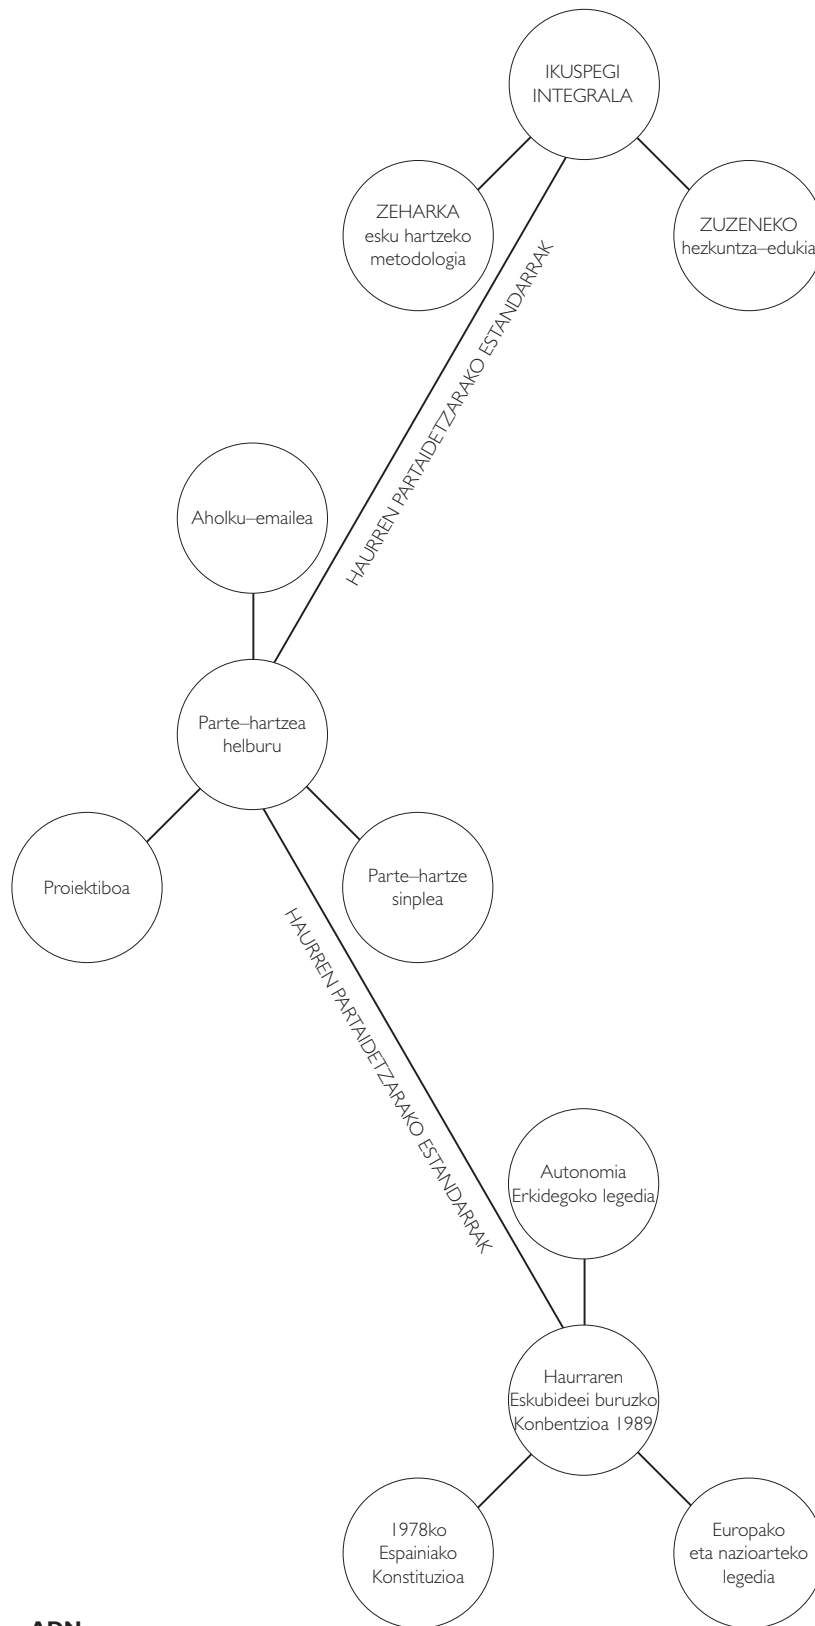 IKUSPEGI
INTEGRALA
ZEHARKA
esku hartzeko
metodologia
ZUZENEKO
hezkuntza–edukia
HAURREN PARTAIDETZARAKO ESTANDARRAK
Aholku–emailea
Parte–hartzea
helburu
Proiektiboa
Parte–hartze
sinplea
HAURREN PARTAIDETZARAKO ESTANDARRAK
Autonomia
Erkidegoko legedia
Haurraren
Eskubideei buruzko
Konbentzioa 1989
1978ko
Espainiako
Konstituzioa
Europako
eta nazioarteko
legedia
ADN